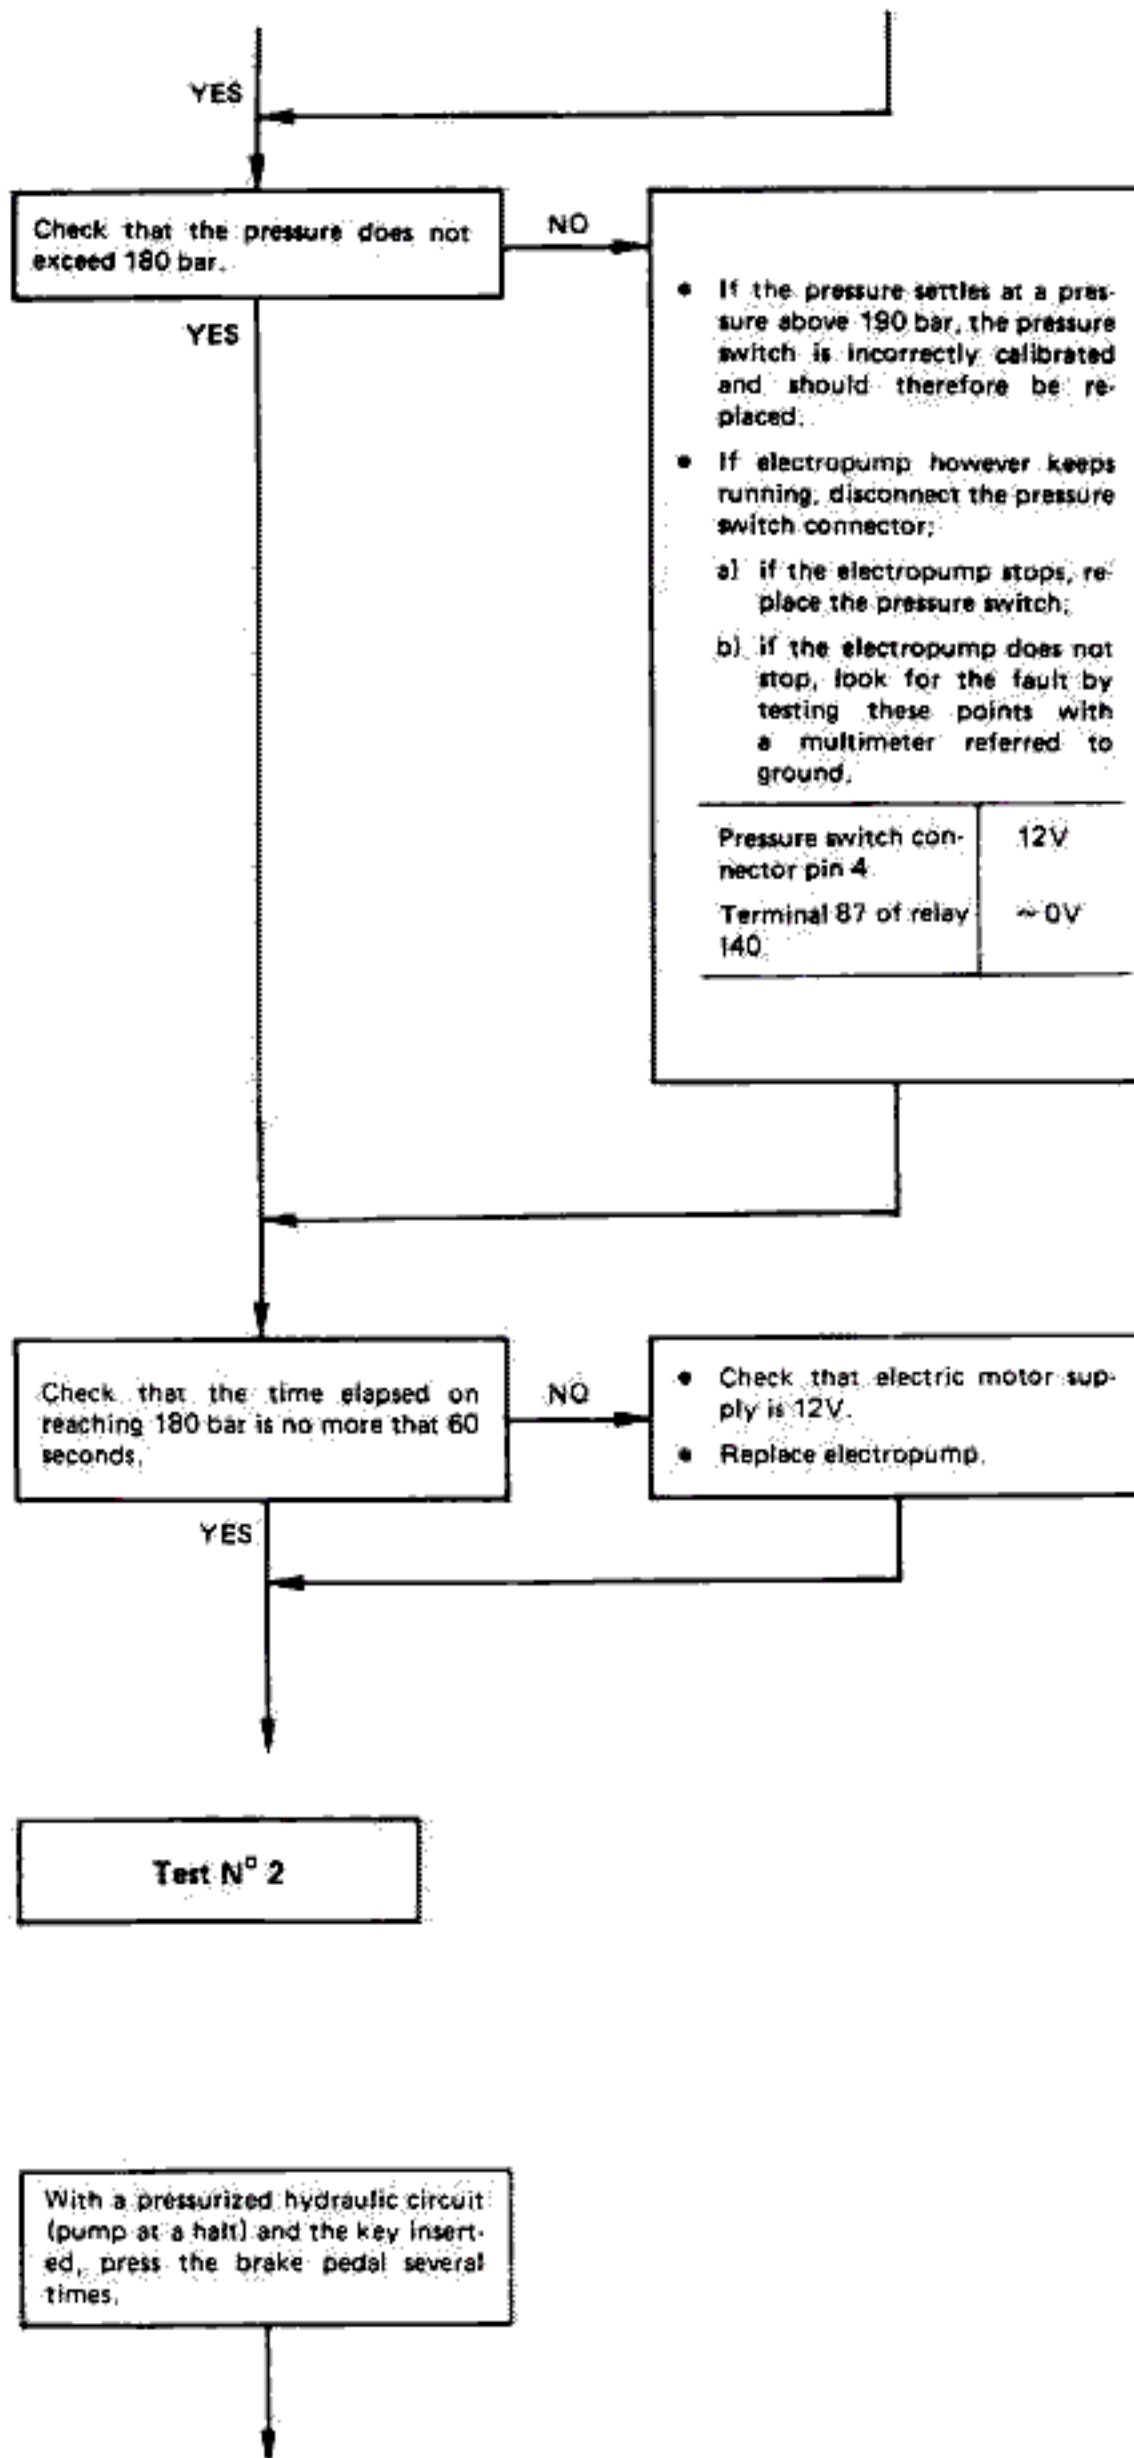 YES
Check that the pressure does not
exceed 180 bar.
NO
YES
• If the pressure settles at a pres-
sure above 190 bar, the pressure
switch is incorrectly calibrated
and should therefore be re-
placed.
• If electropump however keeps
running, disconnect the pressure
switch connector;
a) if the electropump stops, re-
place the pressure switch;
b) if the electropump does not
stop, look for the fault by
testing these points with
a multimeter referred to
ground.
Pressure switch con- 12V
nector pin 4
Terminal 87 of relay ~ 0V
140
Check that the time elapsed on
reaching 180 bar is no more that 60
seconds.
NO
• Check that electric motor sup-
ply is 12V.
• Replace electropump.
YES
Test N° 2
With a pressurized hydraulic circuit
(pump at a halt) and the key insert-
ed, press the brake pedal several
times.